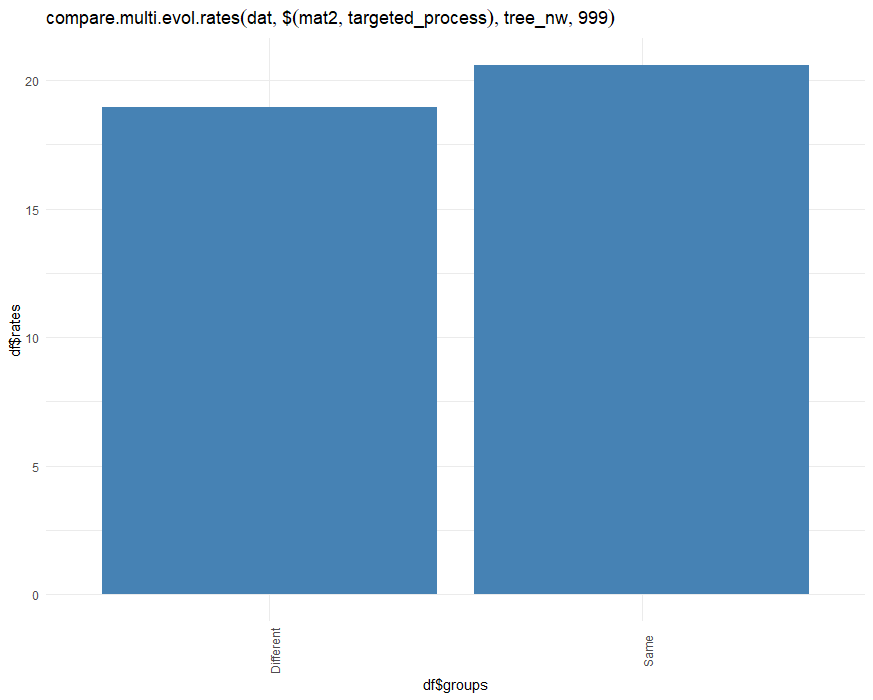 compare.multi.evol.rates(dat, $(mat2, targeted_process), tree_nw, 999)
20
15
10
5
0
df$rates
Different
Same
df$groups